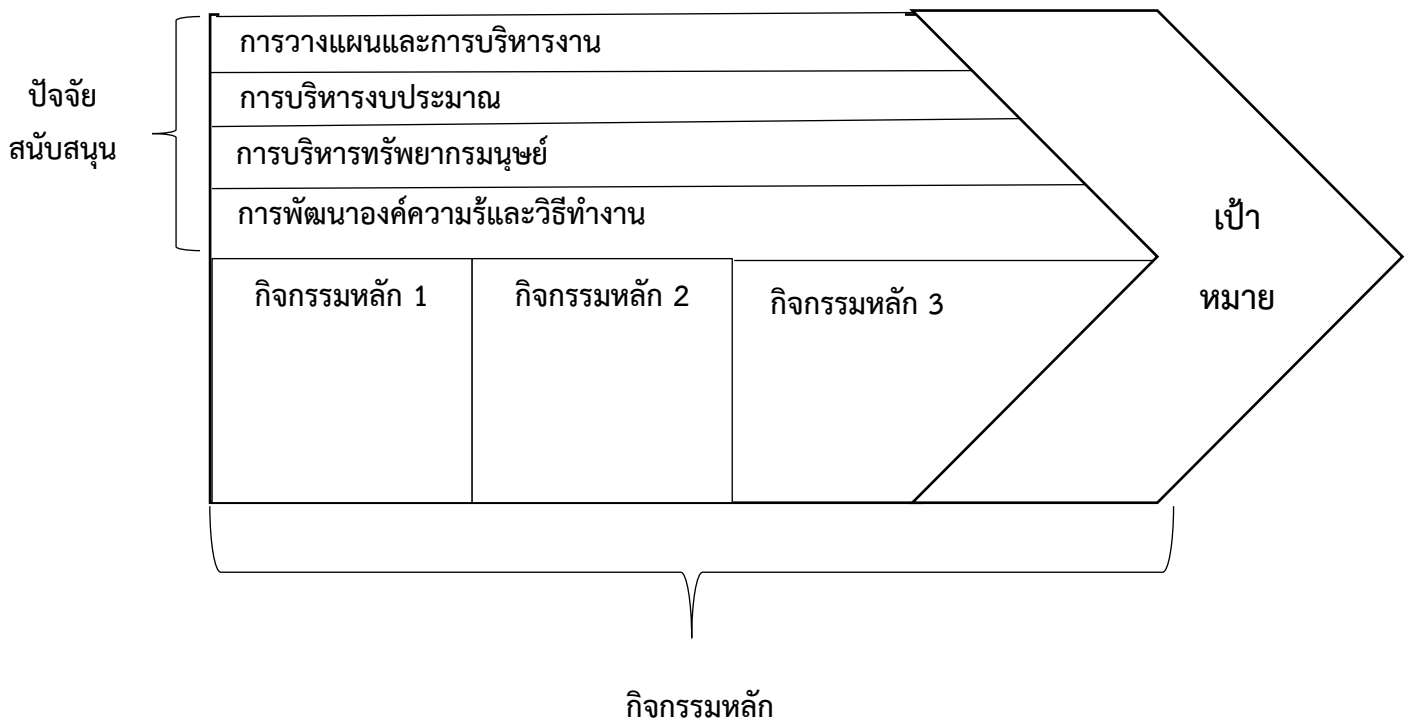 การวางแผนและการบริหารงาน
การบริหารงบประมาณ
ปัจจัย
สนับสนุน
การบริหารทรัพยากรมนุษย์
การพัฒนาองค์ความรู้และวิธีทำงาน
เป้า
หมาย
กิจกรรมหลัก 1
กิจกรรมหลัก 2
กิจกรรมหลัก 3
กิจกรรมหลัก